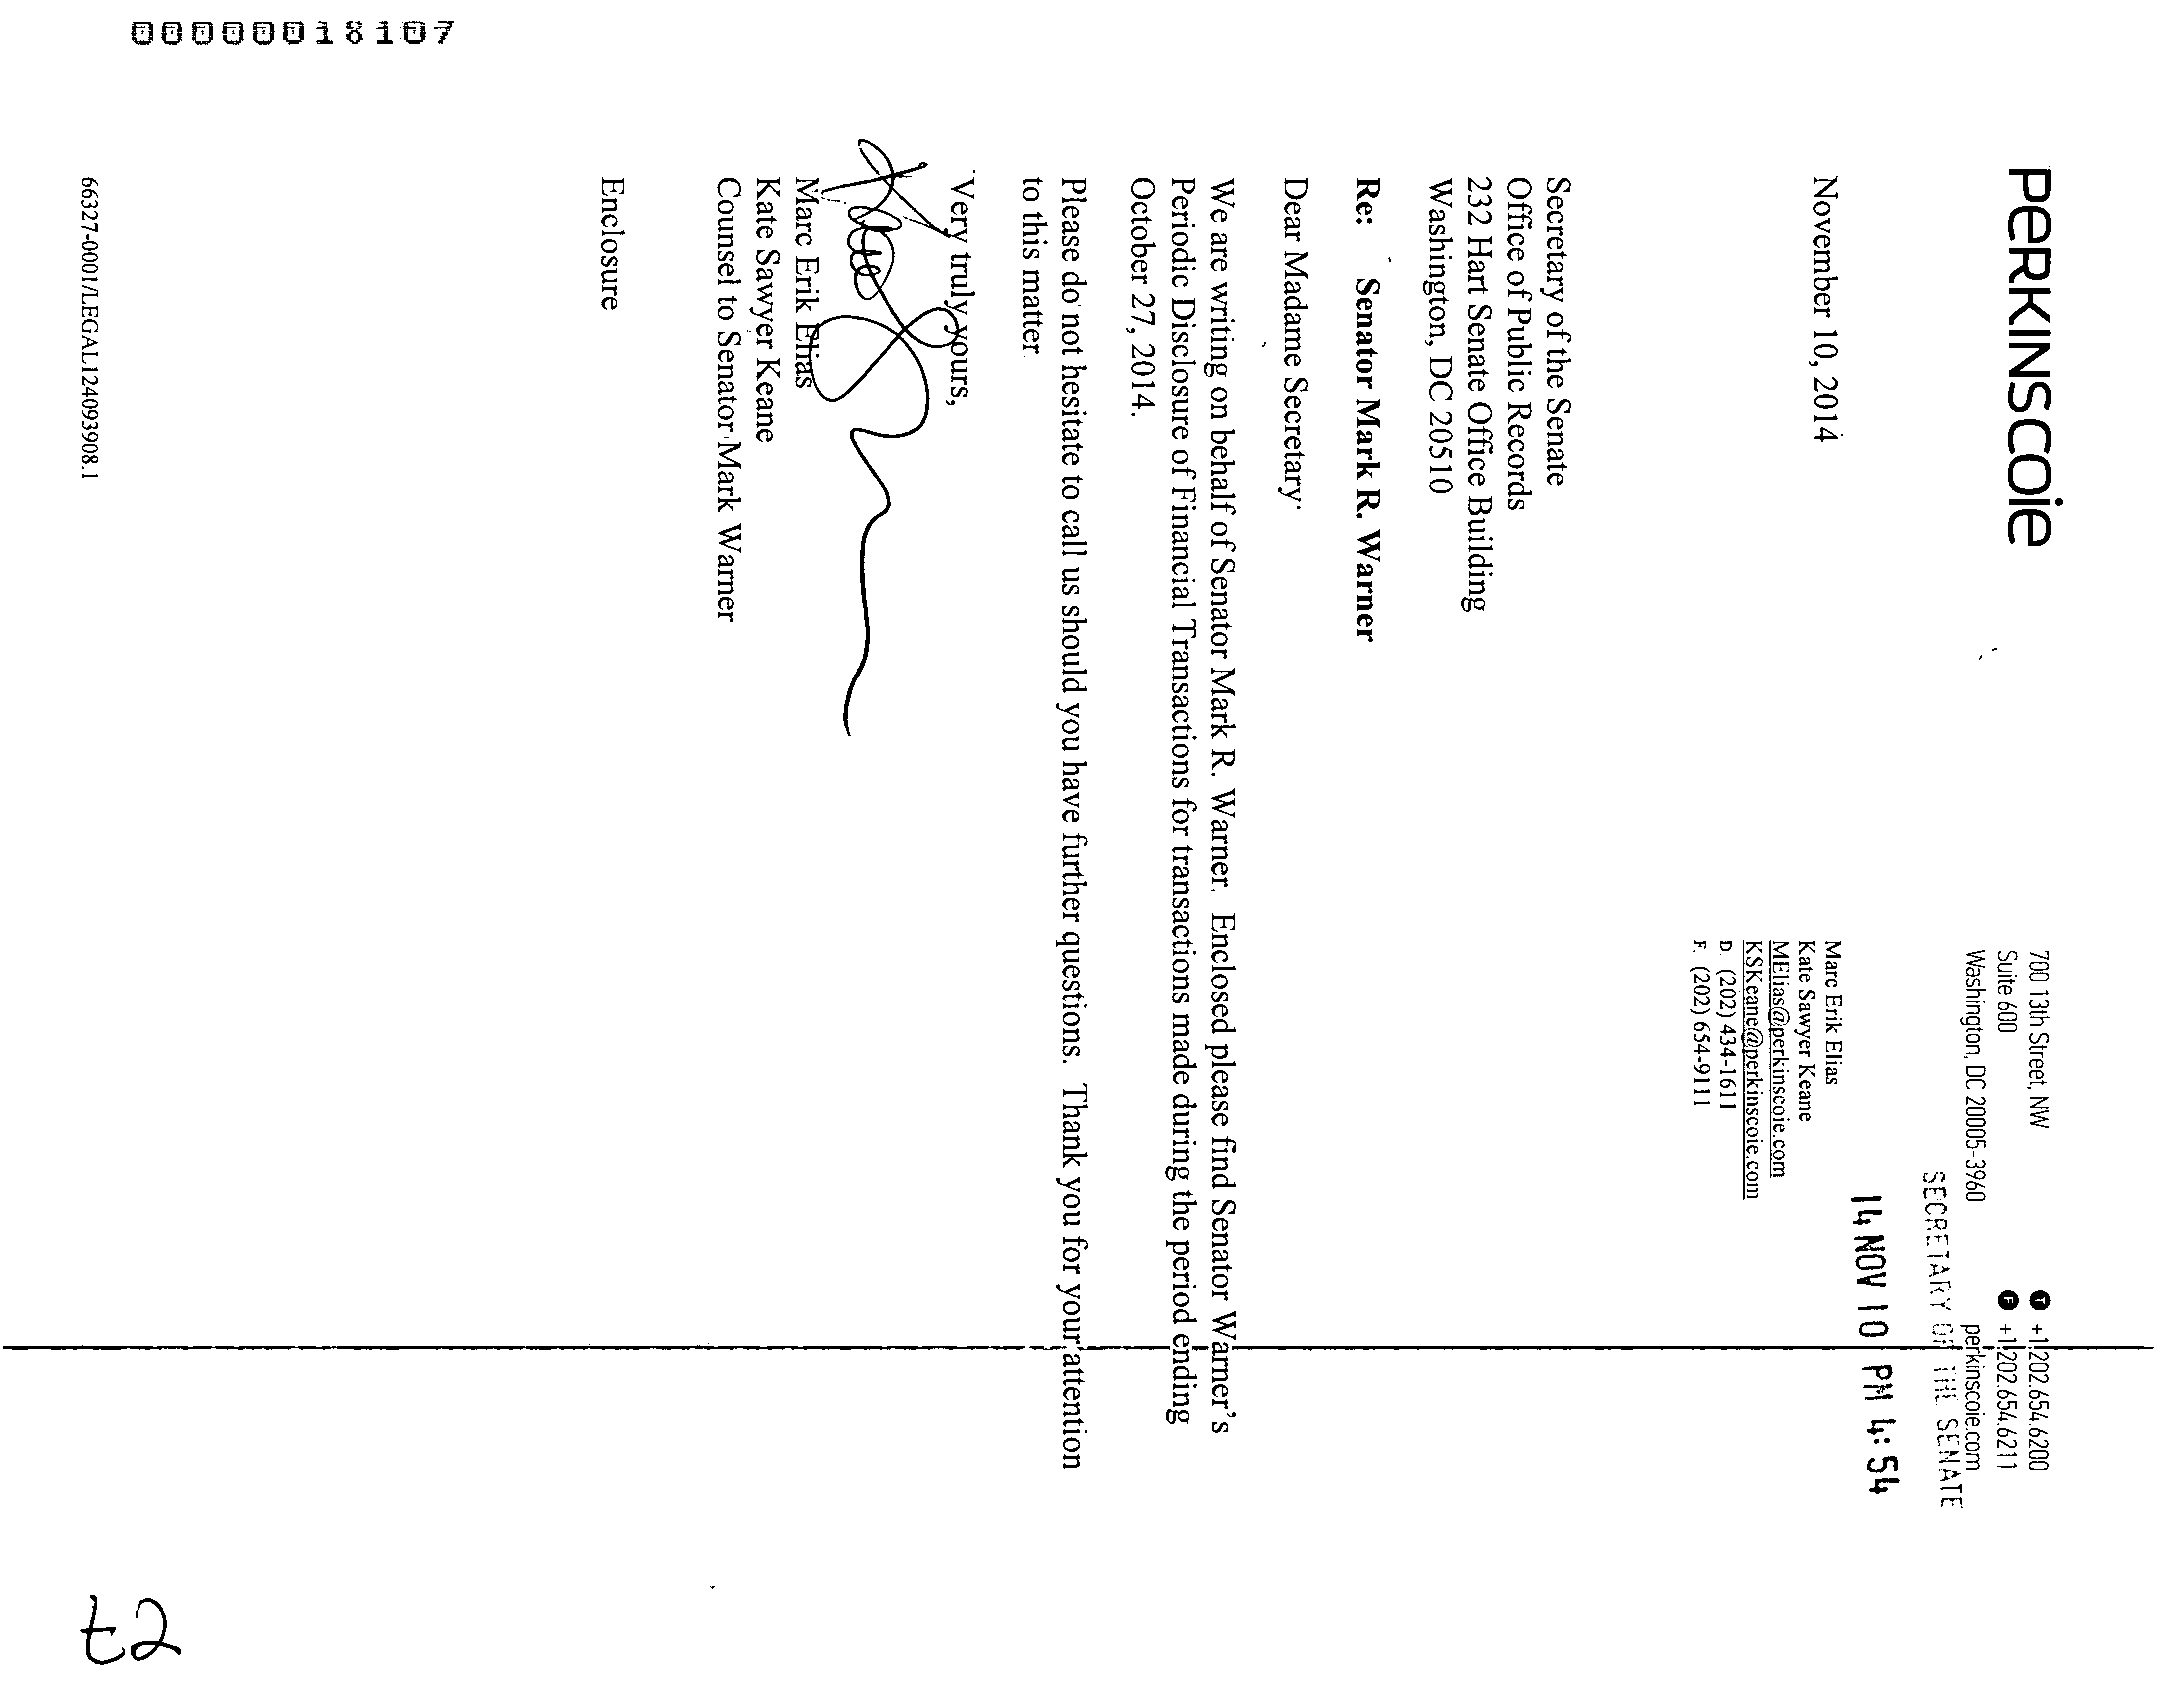 00000018107
PERKINSCOIE
700 13th Street, NW
Suite 600
Washington, DC 20005-3960
T +1.202.654.6200
F +1.202.654.6211
perkinscoie.com
SECRETARY OF THE SENATE
14 NOV 10 PM 4:54
November 10, 2014
Marc Erik Elias
Kate Sawyer Keane
MElias@perkinscoie.com
KSKeane@perkinscoie.com
D. (202) 434-1611
F. (202) 654-9111
Secretary of the Senate
Office of Public Records
232 Hart Senate Office Building
Washington, DC 20510
Re: Senator Mark R. Warner
Dear Madame Secretary:
We are writing on behalf of Senator Mark R. Warner. Enclosed please find Senator Warner's
Periodic Disclosure of Financial Transactions for transactions made during the period ending
October 27, 2014.
Please do not hesitate to call us should you have further questions. Thank you for your attention
to this matter.
Very truly yours,
Marc Erik Elias
Kate Sawyer Keane
Counsel to Senator Mark Warner
Enclosure
66327-0001/LEGAL124093908.1